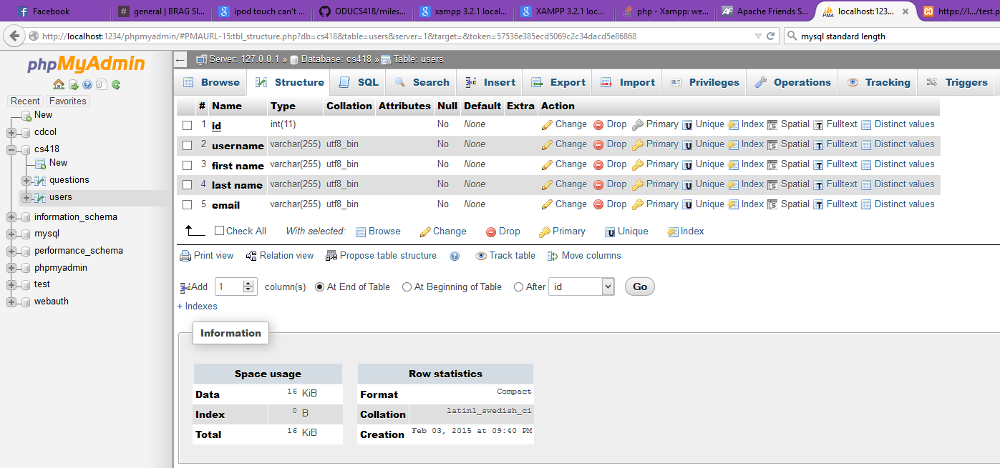 Facebook
# general | BRAG Sl...
ipod touch can't ...
ODUCS418/miles...
xampp 3.2.1 local...
XAMPP 3.2.1 loc...
php - Xampp: we...
Apache Friends S...
localhost:123...
https://l.../test.p
http://localhost:1234/phpmyadmin/#PMAURL-15:tbl_structure.php?db=cs418&table=users&server=1&target=&token=57536e385ecd5069c2c34dacd5e86868
mysql standard length
phpMyAdmin
Recent Favorites
New
cdcol
cs418
New
questions
users
information_schema
mysql
performance_schema
phpmyadmin
test
webauth
Server: 127.0.0.1 » Database: cs418 » Table: users
Browse Structure SQL Search Insert Export Import Privileges Operations Tracking Triggers
# Name Type Collation Attributes Null Default Extra Action
1 id int(11) No None Change Drop Primary Unique Index Spatial Fulltext Distinct values
2 username varchar(255) utf8_bin No None Change Drop Primary Unique Index Spatial Fulltext Distinct values
3 first name varchar(255) utf8_bin No None Change Drop Primary Unique Index Spatial Fulltext Distinct values
4 last name varchar(255) utf8_bin No None Change Drop Primary Unique Index Spatial Fulltext Distinct values
5 email varchar(255) utf8_bin No None Change Drop Primary Unique Index Spatial Fulltext Distinct values
Check All With selected: Browse Change Drop Primary Unique Index
Print view Relation view Propose table structure Track table Move columns
Add 1 column(s) At End of Table At Beginning of Table After id Go
+ Indexes
Information
Space usage
Data 16 KiB
Index 0 B
Total 16 KiB
Row statistics
Format Compact
Collation latin1_swedish_ci
Creation Feb 03, 2015 at 09:40 PM